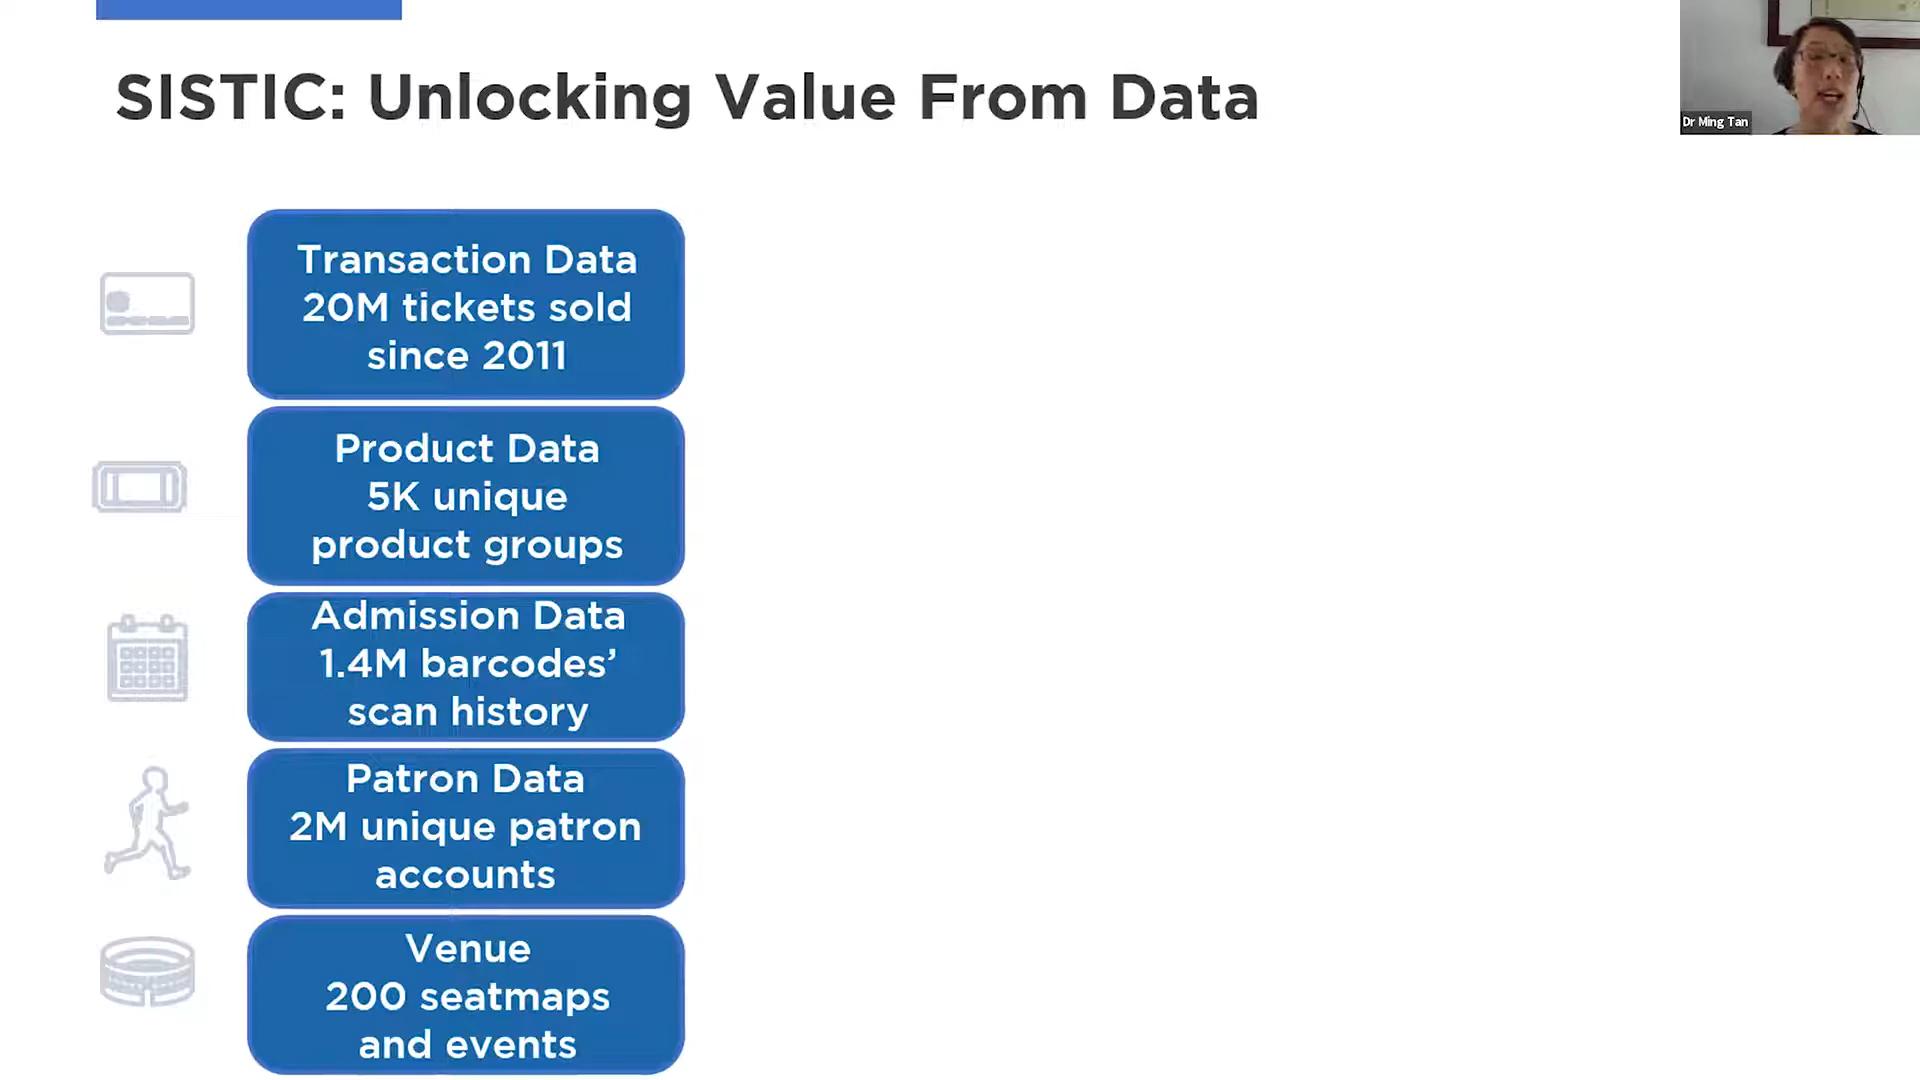 SISTIC: Unlocking Value From Data
Dr Ming Tan
Transaction Data
20M tickets sold
since 2011
Product Data
5K unique
product groups
Admission Data
1.4M barcodes’
scan history
Patron Data
2M unique patron
accounts
Venue
200 seatmaps
and events